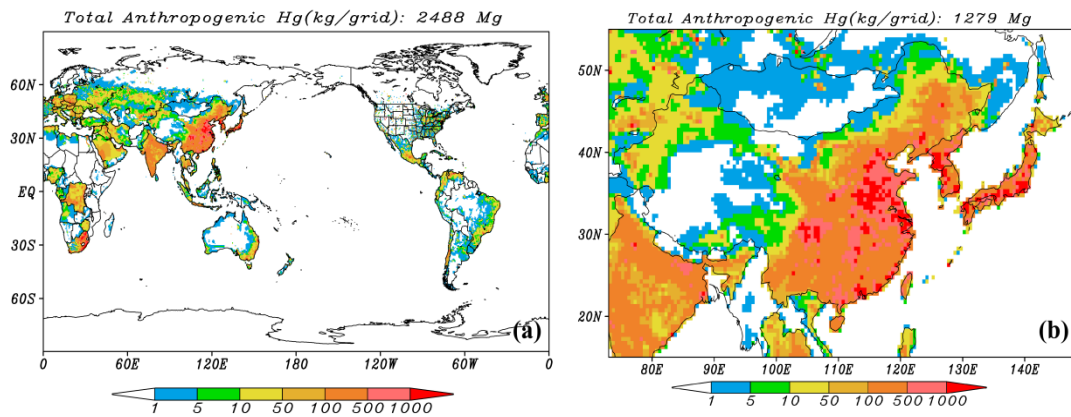 Total Anthropogenic Hg(kg/grid): 2488 Mg
60N
30N
EQ
30S
60S
0
60E
120E
180
120W
60W
0
(a)
1 5 10 50 100 500 1000
Total Anthropogenic Hg(kg/grid): 1279 Mg
50N
40N
30N
20N
80E
90E
100E
110E
120E
130E
140E
(b)
1 5 10 50 100 500 1000